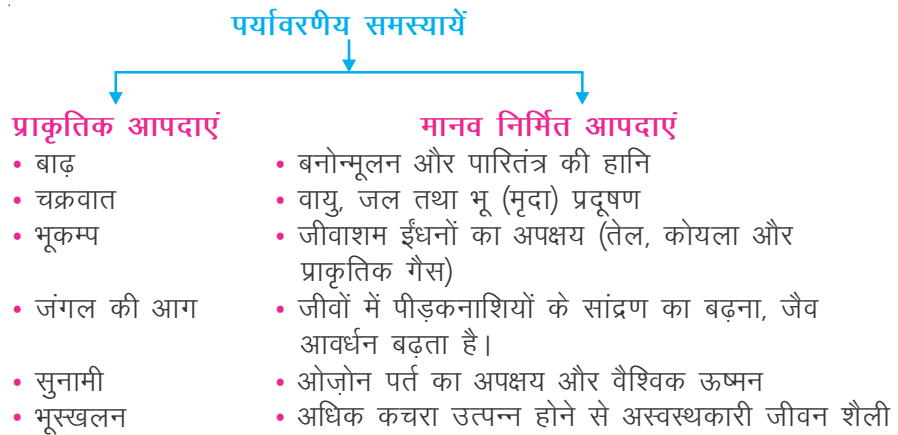 पर्यावरणीय समस्यायें
प्राकृतिक आपदाएं
• बाढ़
• चक्रवात
• भूकम्प
• जंगल की आग
• सुनामी
• भूस्खलन
मानव निर्मित आपदाएं
• बनोन्मूलन और पारितंत्र की हानि
• वायु, जल तथा भू (मृदा) प्रदूषण
• जीवाशम ईंधनों का अपक्षय (तेल, कोयला और
प्राकृतिक गैस)
• जीवों में पीड़कनाशियों के सांद्रण का बढ़ना, जैव
आवर्धन बढ़ता है।
• ओज़ोन पर्त का अपक्षय और वैश्विक ऊष्मन
• अधिक कचरा उत्पन्न होने से अस्वस्थकारी जीवन शैली